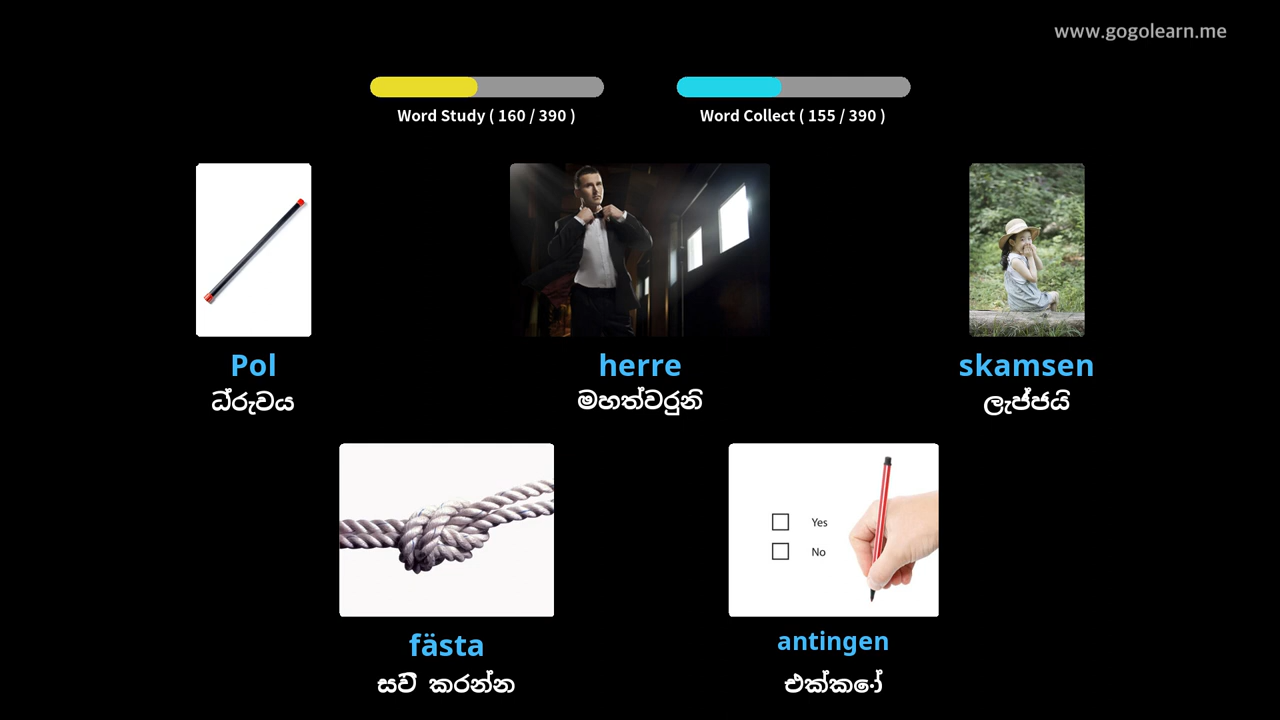 www.gogolearn.me
Word Study ( 160 / 390 )
Word Collect ( 155 / 390 )
Pol
ධ්රුවය
herre
මහත්වරුනි
skamsen
ලැජ්ජයි
Yes
No
fästa
සවි කරන්න
antingen
එක්කෝ